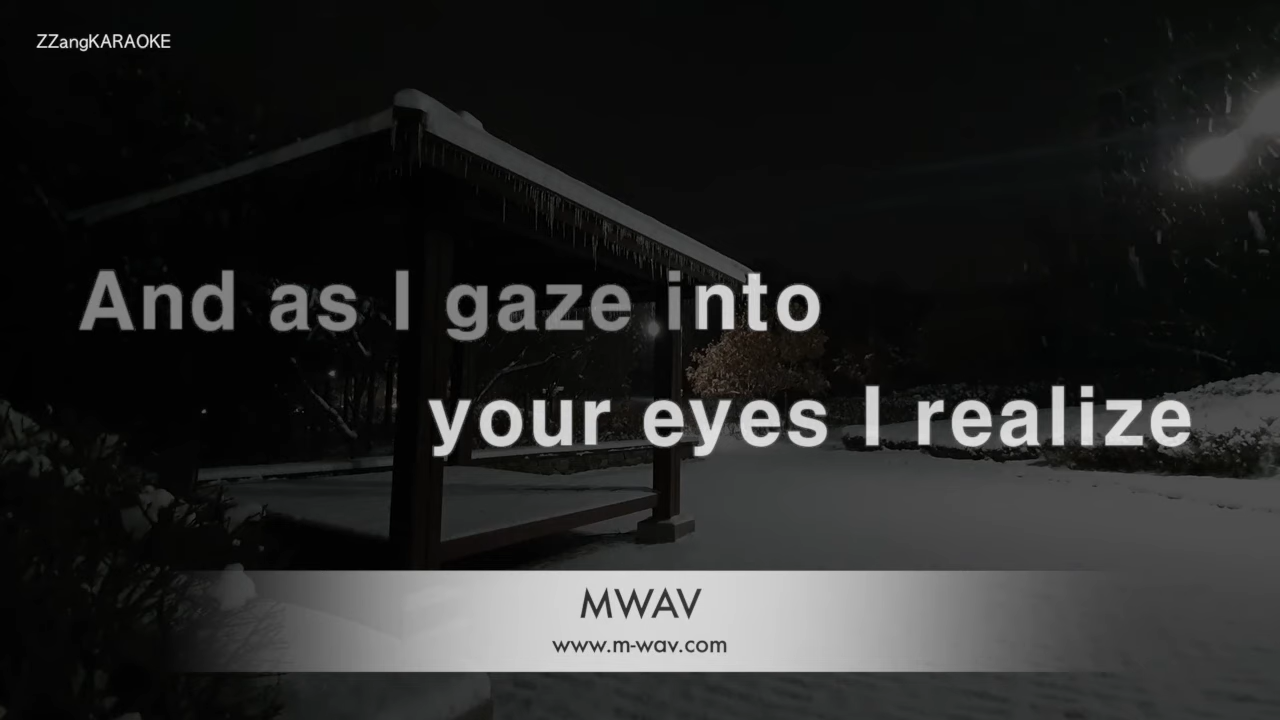 ZZangKARAOKE
And as I gaze into
your eyes I realize
MWAV
www.m-wav.com